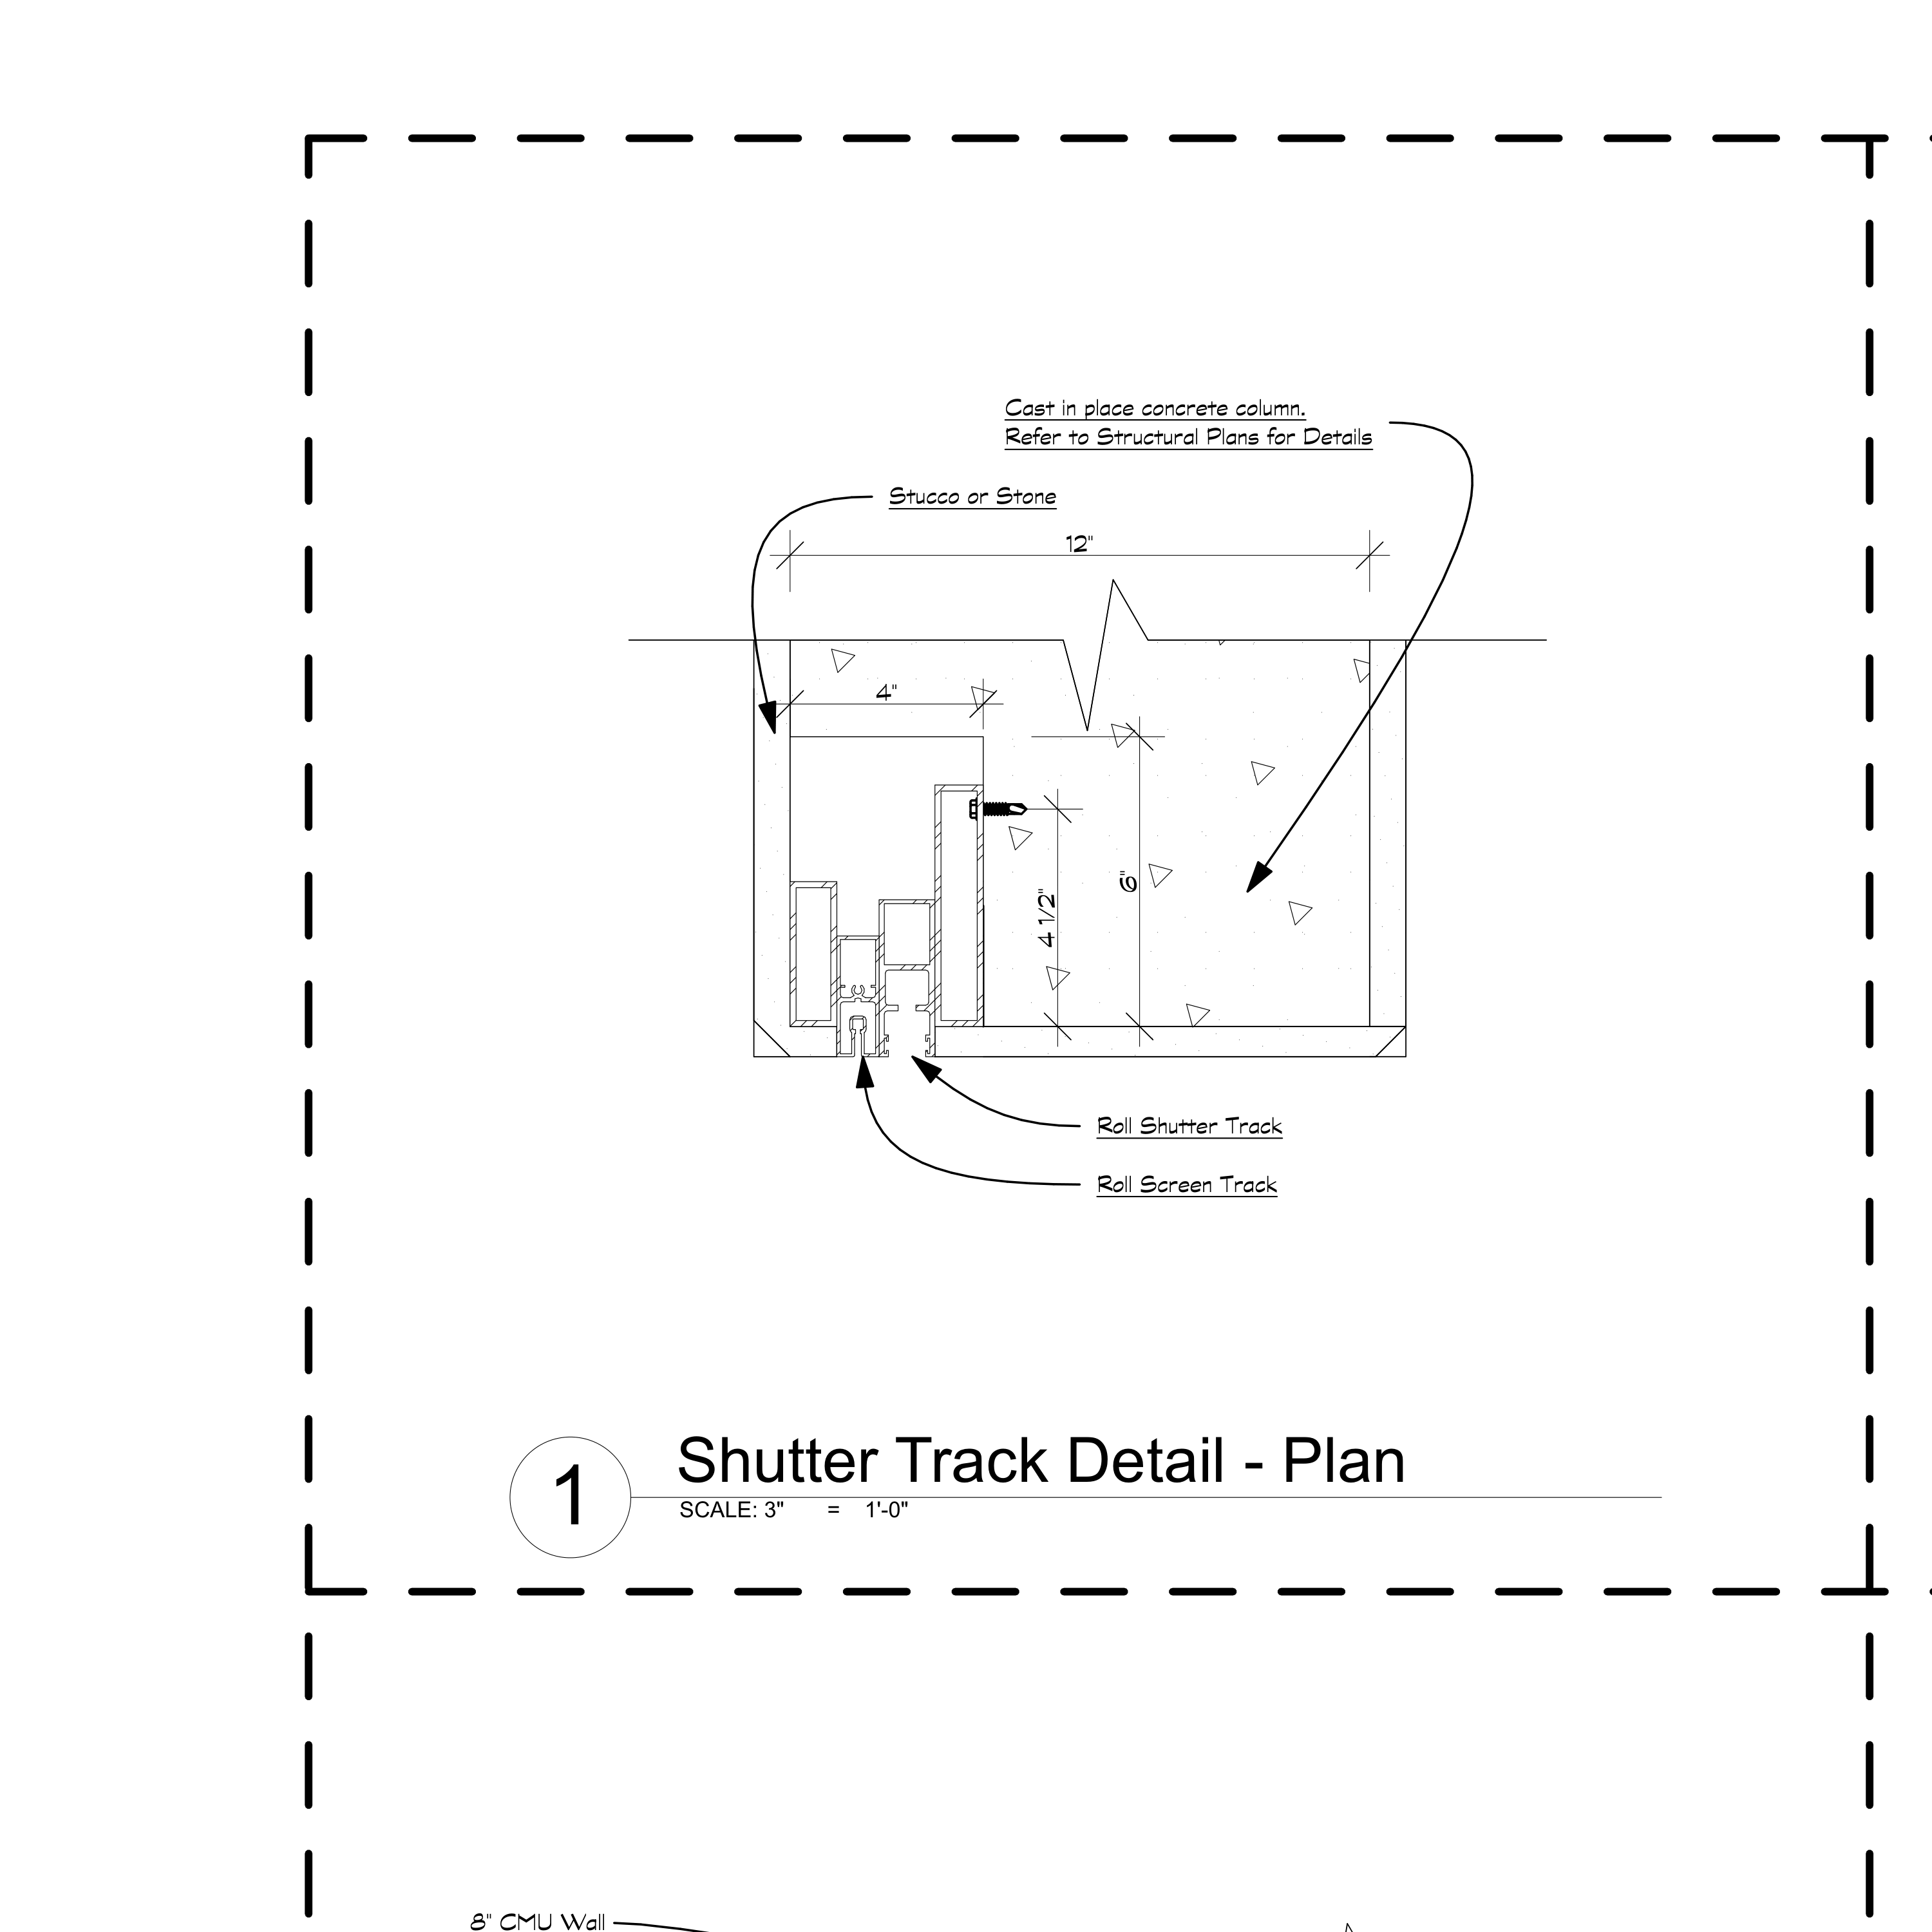 Cast in place concrete column.
Refer to Structural Plans for Details
Stucco or Stone
12"
4"
4 1/2"
6"
Roll Shutter Track
Roll Screen Track
1
Shutter Track Detail - Plan
SCALE: 3" = 1'-0"
8" CMU Wall